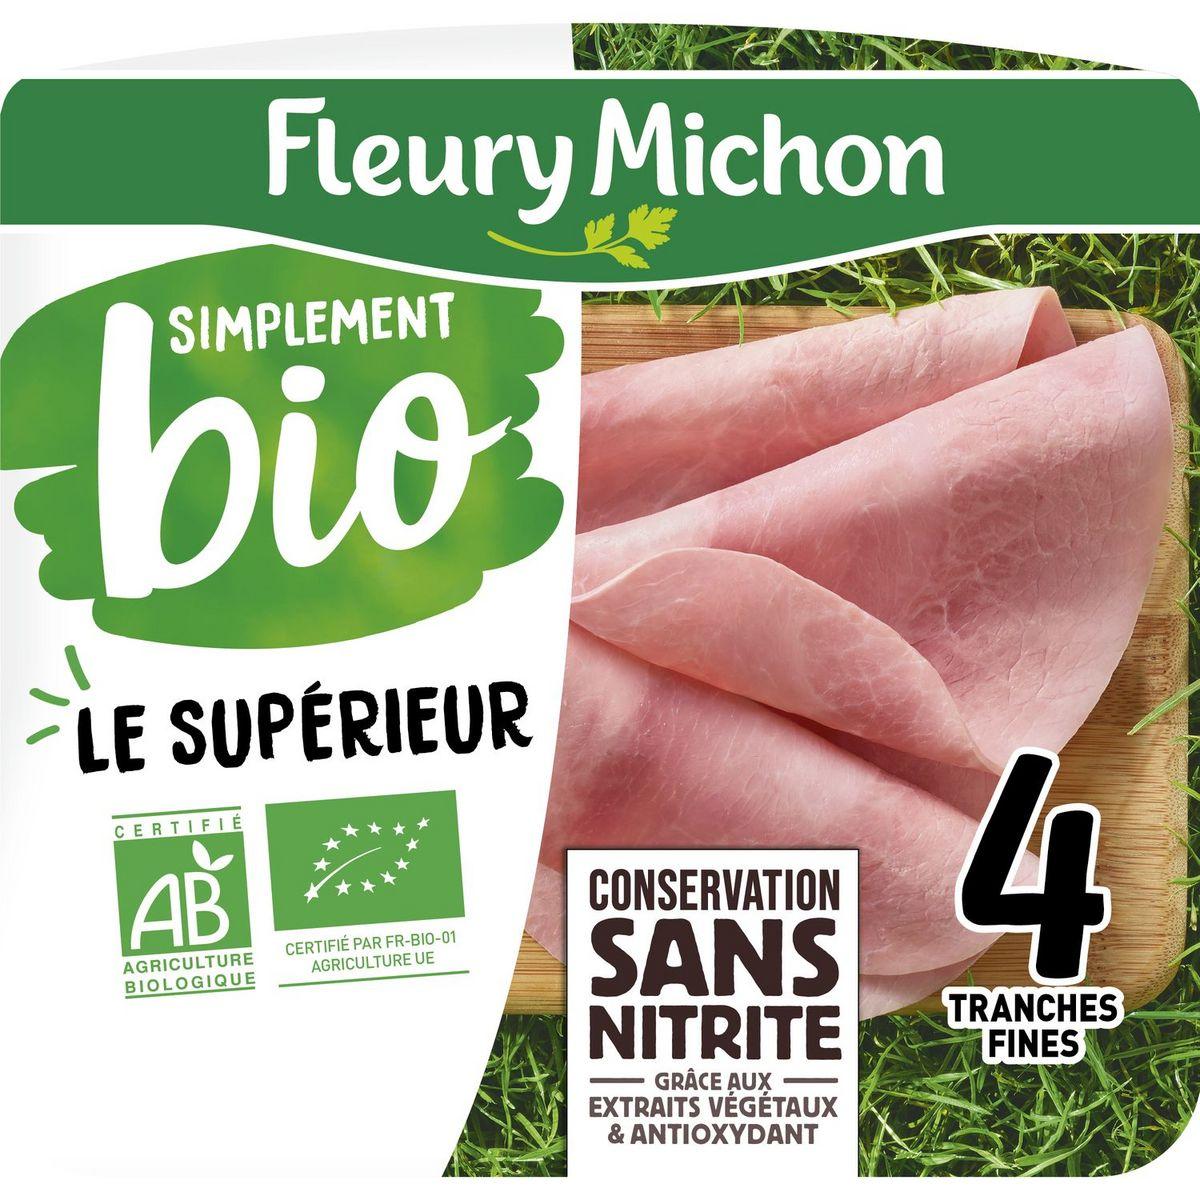 Fleury Michon
SIMPLEMENT
bio
LE SUPÉRIEUR
CERTIFIÉ
AB
AGRICULTURE
BIOLOGIQUE
CERTIFIÉ PAR FR-BIO-01
AGRICULTURE UE
CONSERVATION
SANS
NITRITE
GRÂCE AUX
EXTRAITS VÉGÉTAUX
& ANTIOXYDANT
4
TRANCHES
FINES